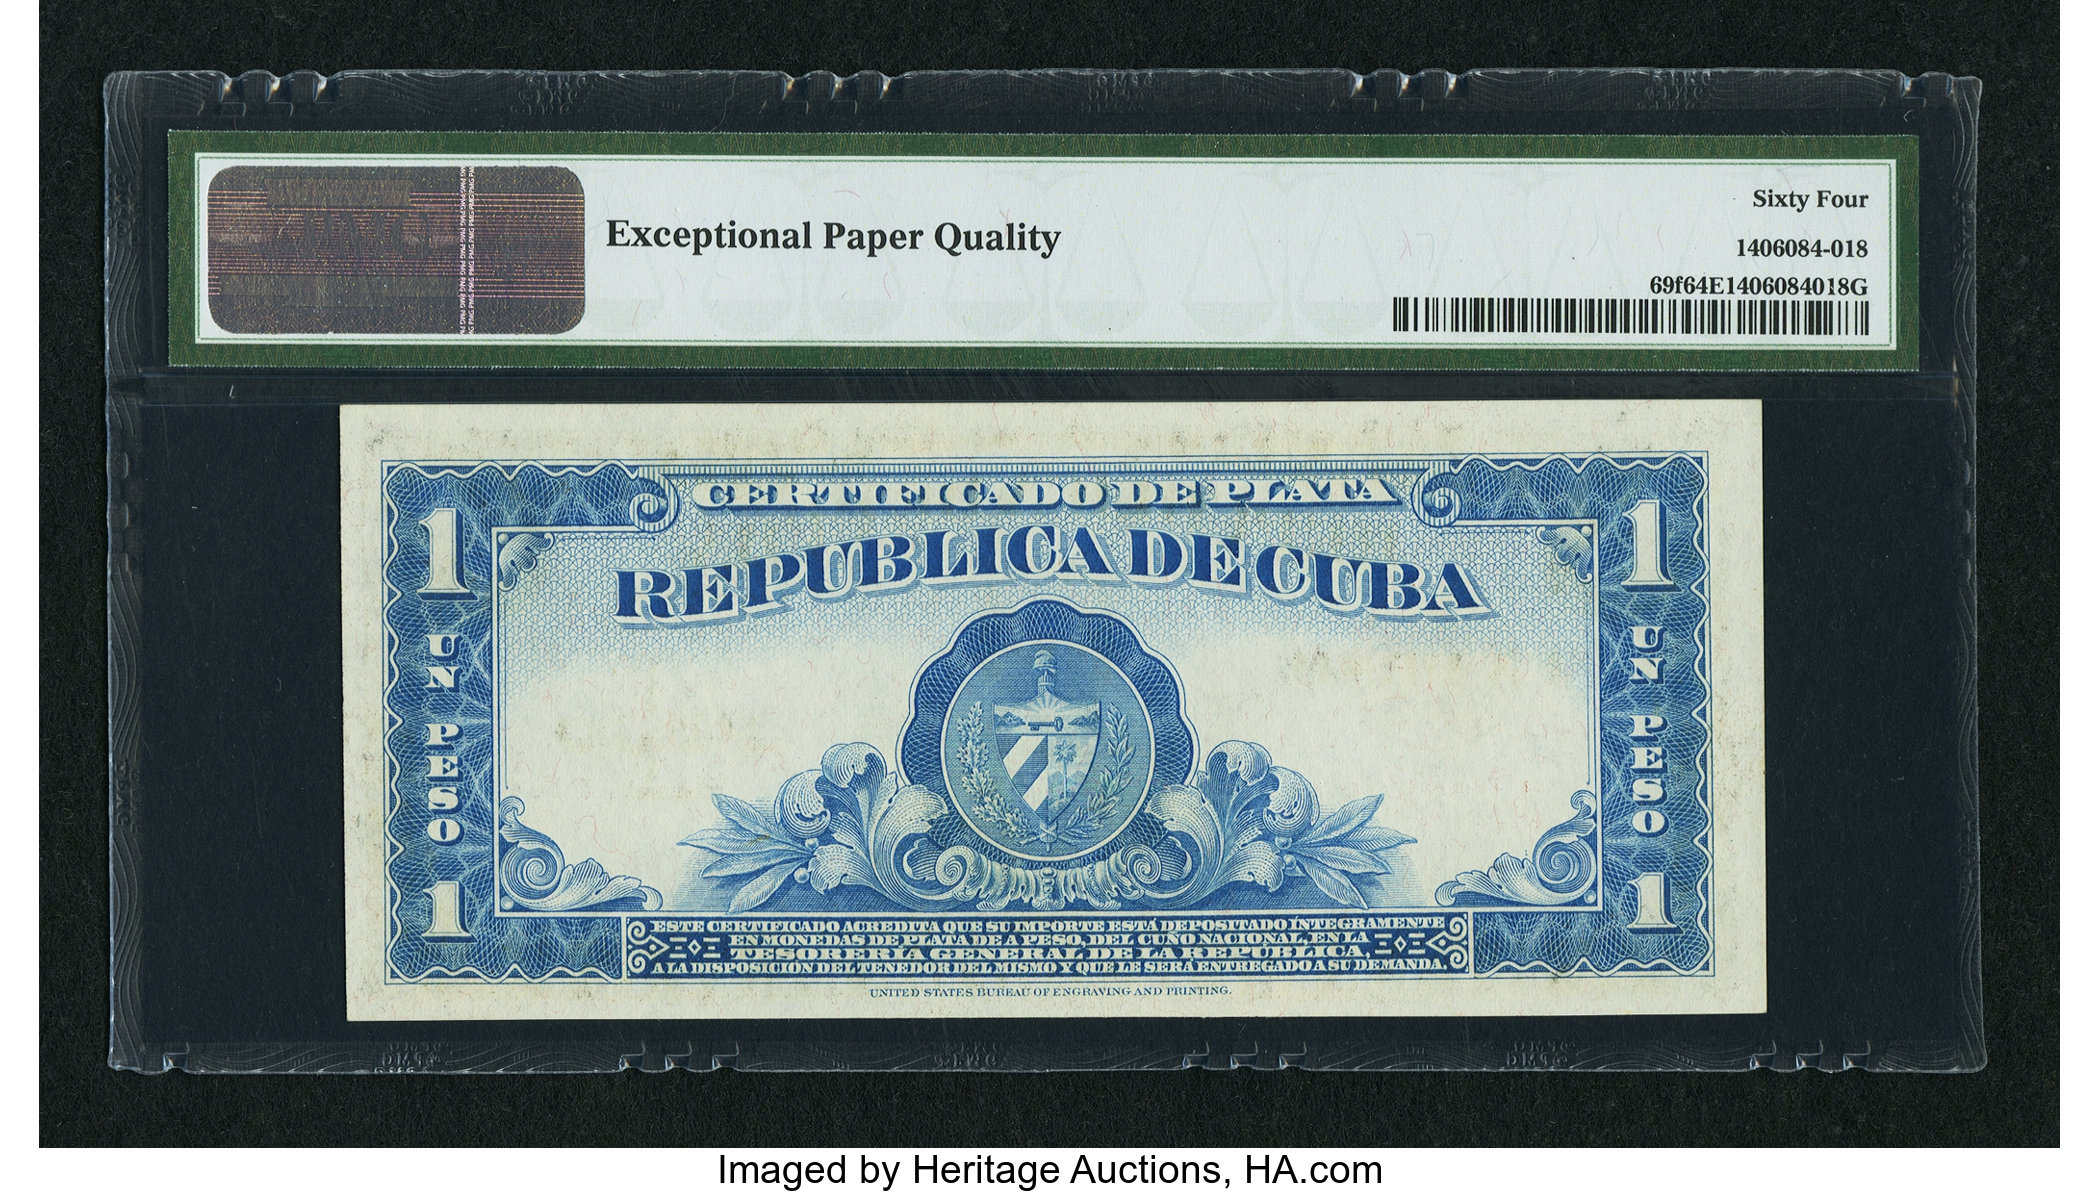 Exceptional Paper Quality
Sixty Four
1406084-018
69f64E1406084018G
CERTIFICADO DE PLATA
REPUBLICA DE CUBA
1
UN PESO
1
1
UN PESO
1
ESTE CERTIFICADO ACREDITA QUE SU IMPORTE ESTÁ DEPOSITADO ÍNTEGRAMENTE
EN MONEDAS DE PLATA DE A PESO, DEL CUÑO NACIONAL, EN LA
TESORERÍA GENERAL DE LA REPÚBLICA,
A LA DISPOSICIÓN DEL TENEDOR DEL MISMO Y QUE LE SERÁ ENTREGADO A SU DEMANDA.
UNITED STATES BUREAU OF ENGRAVING AND PRINTING.
Imaged by Heritage Auctions, HA.com